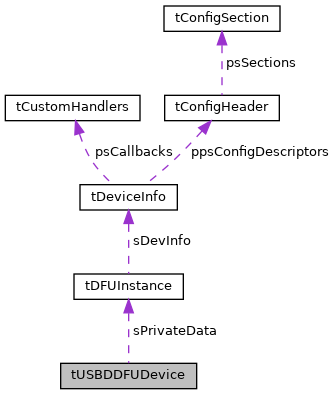 tConfigSection
psSections
tCustomHandlers
tConfigHeader
psCallbacks
ppsConfigDescriptors
tDeviceInfo
sDevInfo
tDFUInstance
sPrivateData
tUSBDDFUDevice